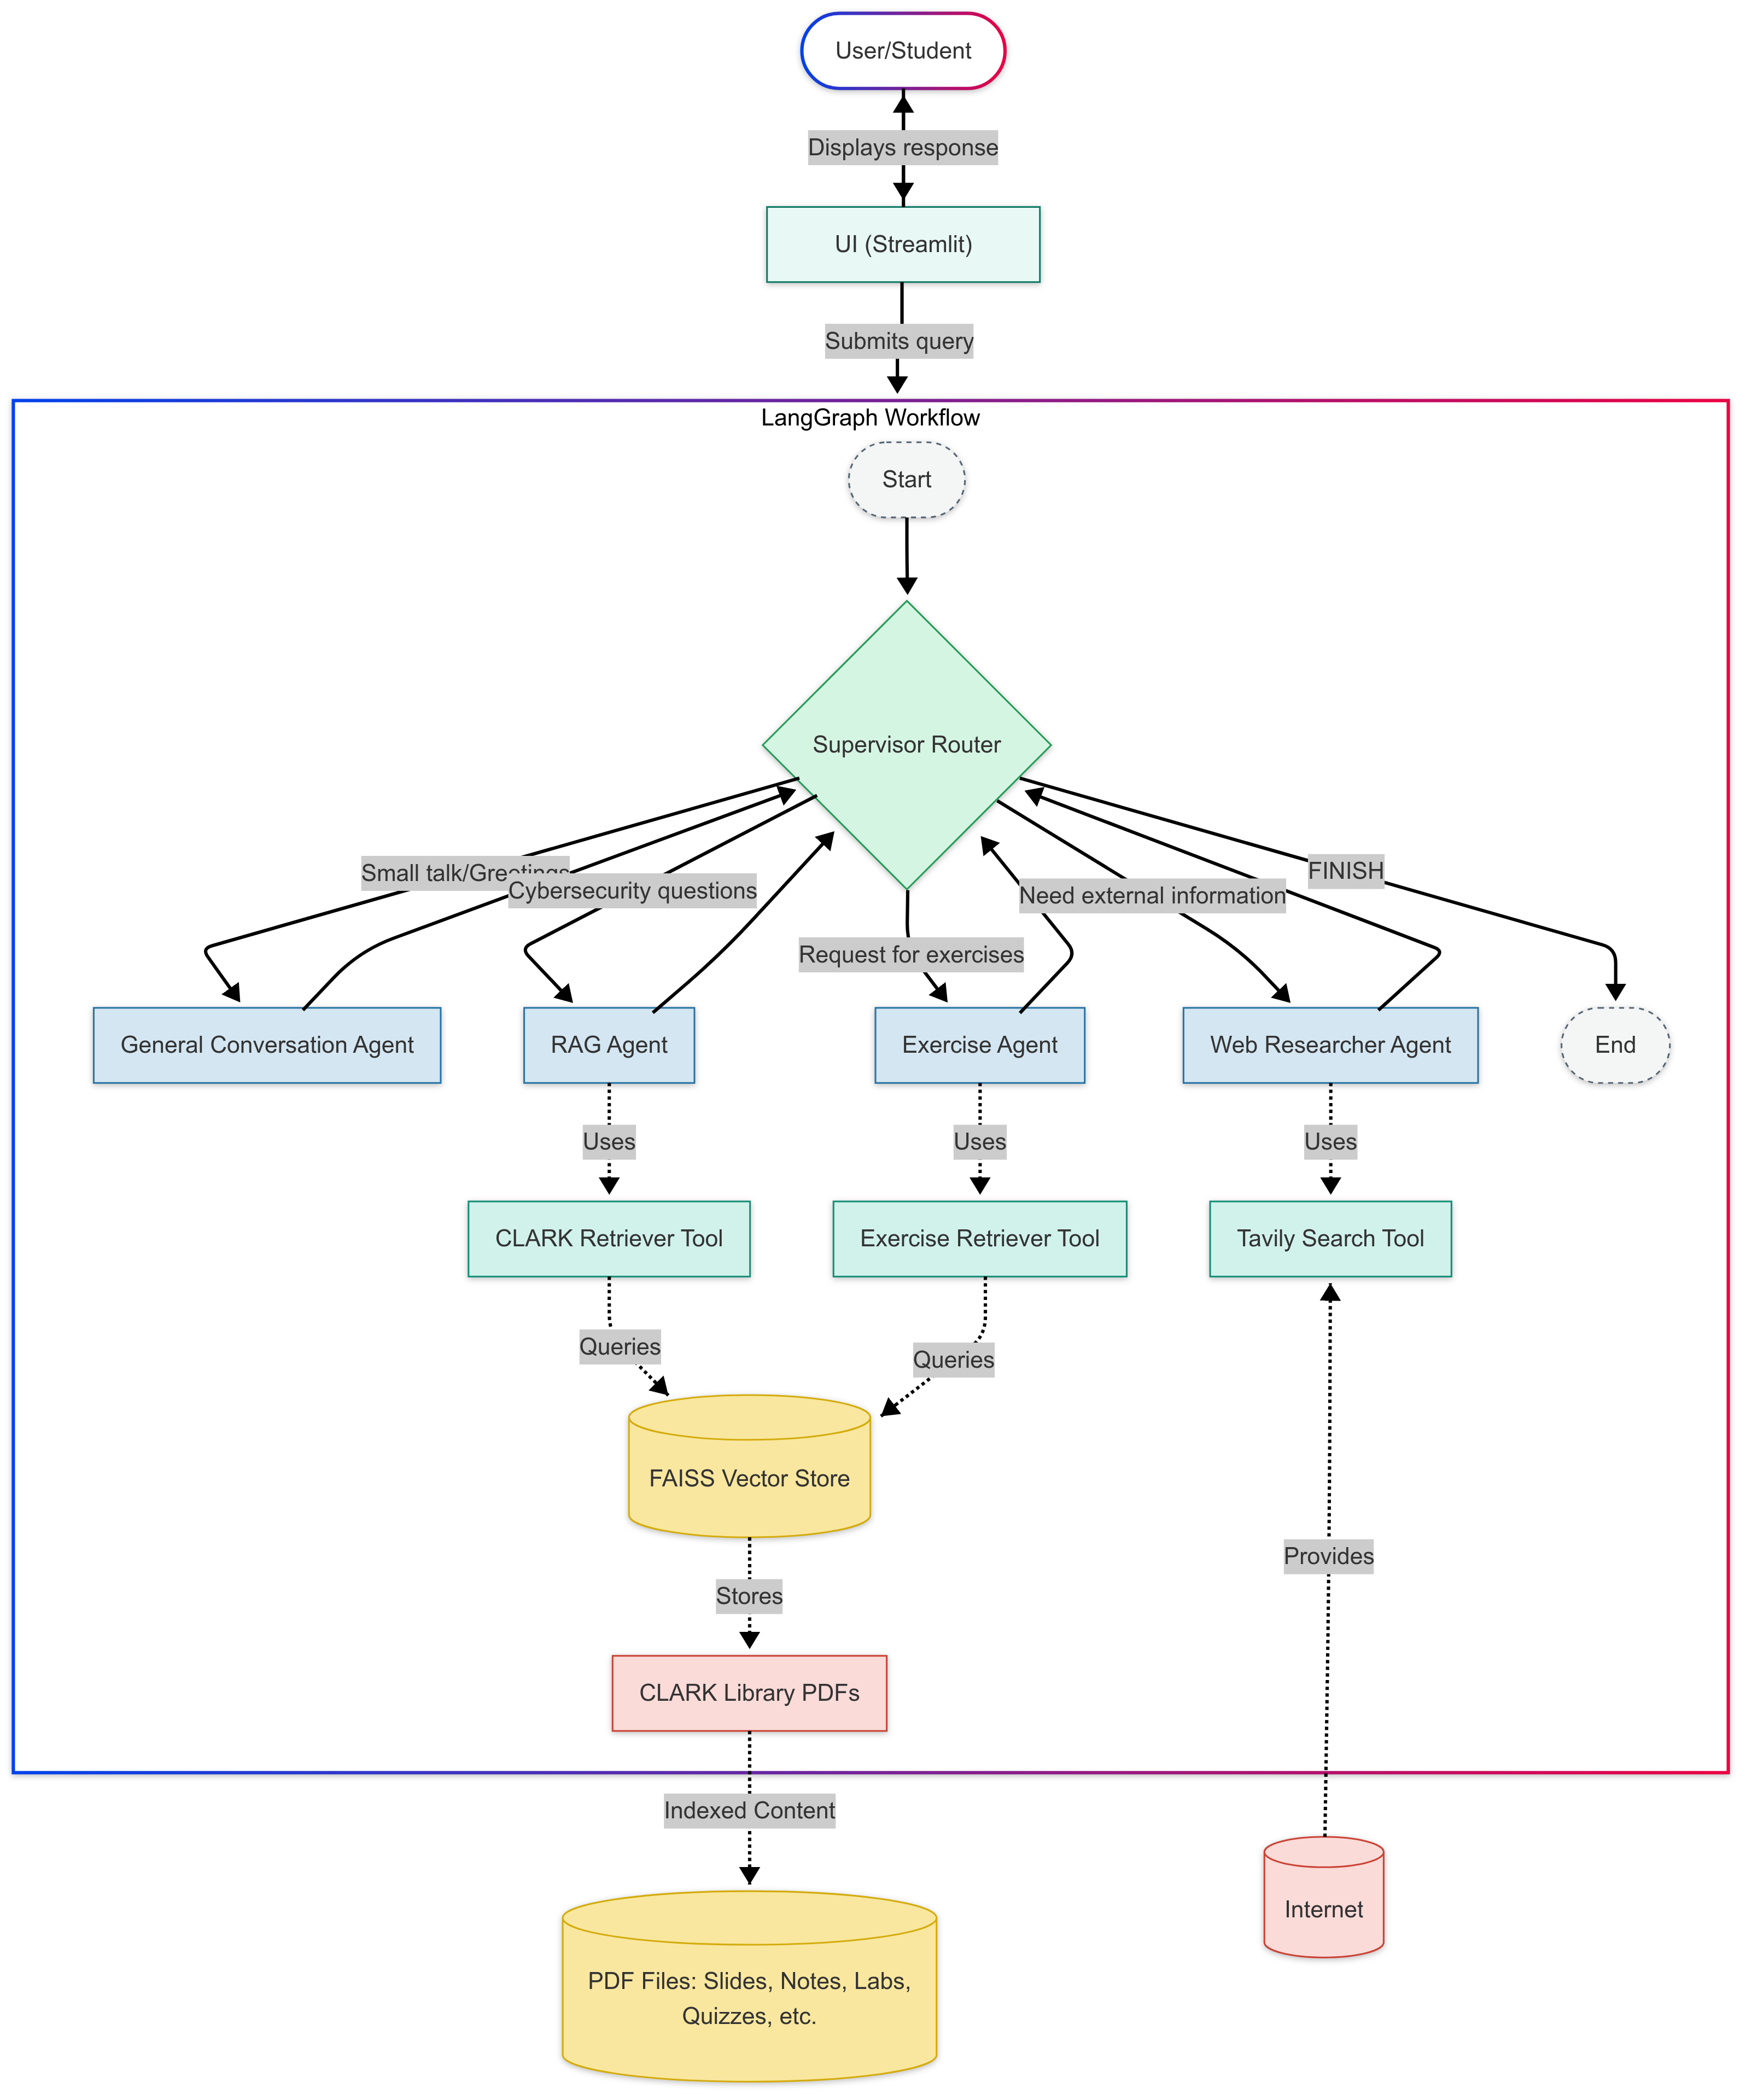 User/Student
Displays response
UI (Streamlit)
Submits query
LangGraph Workflow
Start
Supervisor Router
Small talk/Greetings
Cybersecurity questions
Request for exercises
Need external information
FINISH
General Conversation Agent
RAG Agent
Exercise Agent
Web Researcher Agent
End
Uses
Uses
Uses
CLARK Retriever Tool
Exercise Retriever Tool
Tavily Search Tool
Queries
Queries
FAISS Vector Store
Provides
Stores
CLARK Library PDFs
Indexed Content
Internet
PDF Files: Slides, Notes, Labs,
Quizzes, etc.